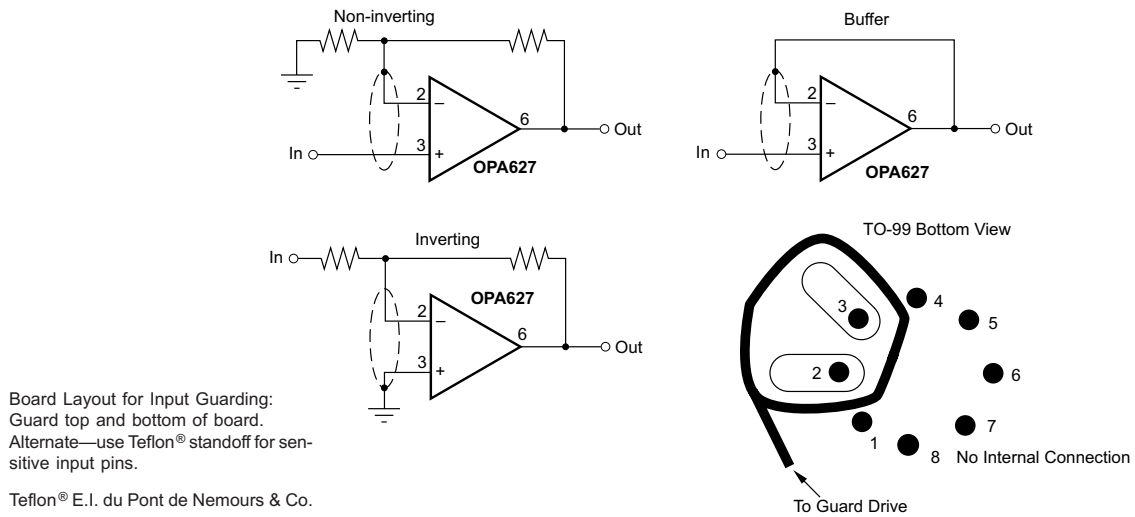 Non-inverting
2
–
6
Out
3
+
In
OPA627
Buffer
2
–
6
Out
3
+
In
OPA627
Inverting
In
OPA627
2
–
6
Out
3
+
TO-99 Bottom View
3
4
5
2
6
7
1
8 No Internal Connection
To Guard Drive
Board Layout for Input Guarding:
Guard top and bottom of board.
Alternate—use Teflon® standoff for sen-
sitive input pins.
Teflon® E.I. du Pont de Nemours & Co.